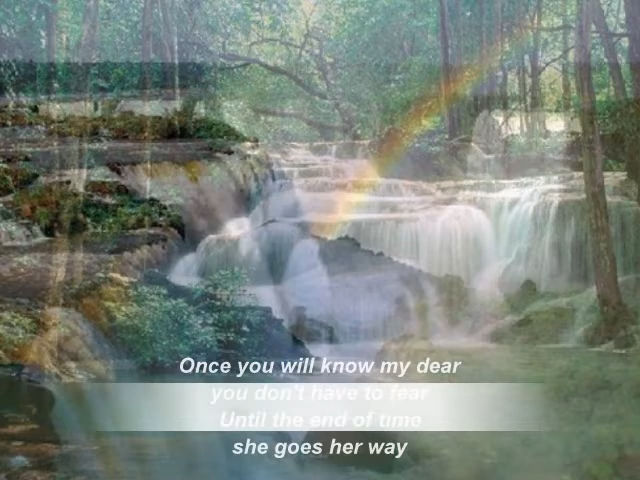 Once you will know my dear
you don't have to fear
Until the end of time
she goes her way